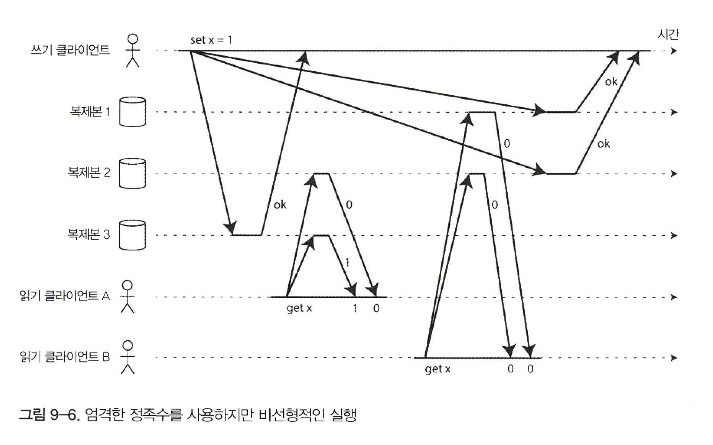 set x = 1
시간
쓰기 클라이언트
ok
복제본 1
0
ok
복제본 2
ok
0
0
복제본 3
1
읽기 클라이언트 A
get x
1
0
읽기 클라이언트 B
get x
0
0
그림 9-6. 엄격한 정족수를 사용하지만 비선형적인 실행